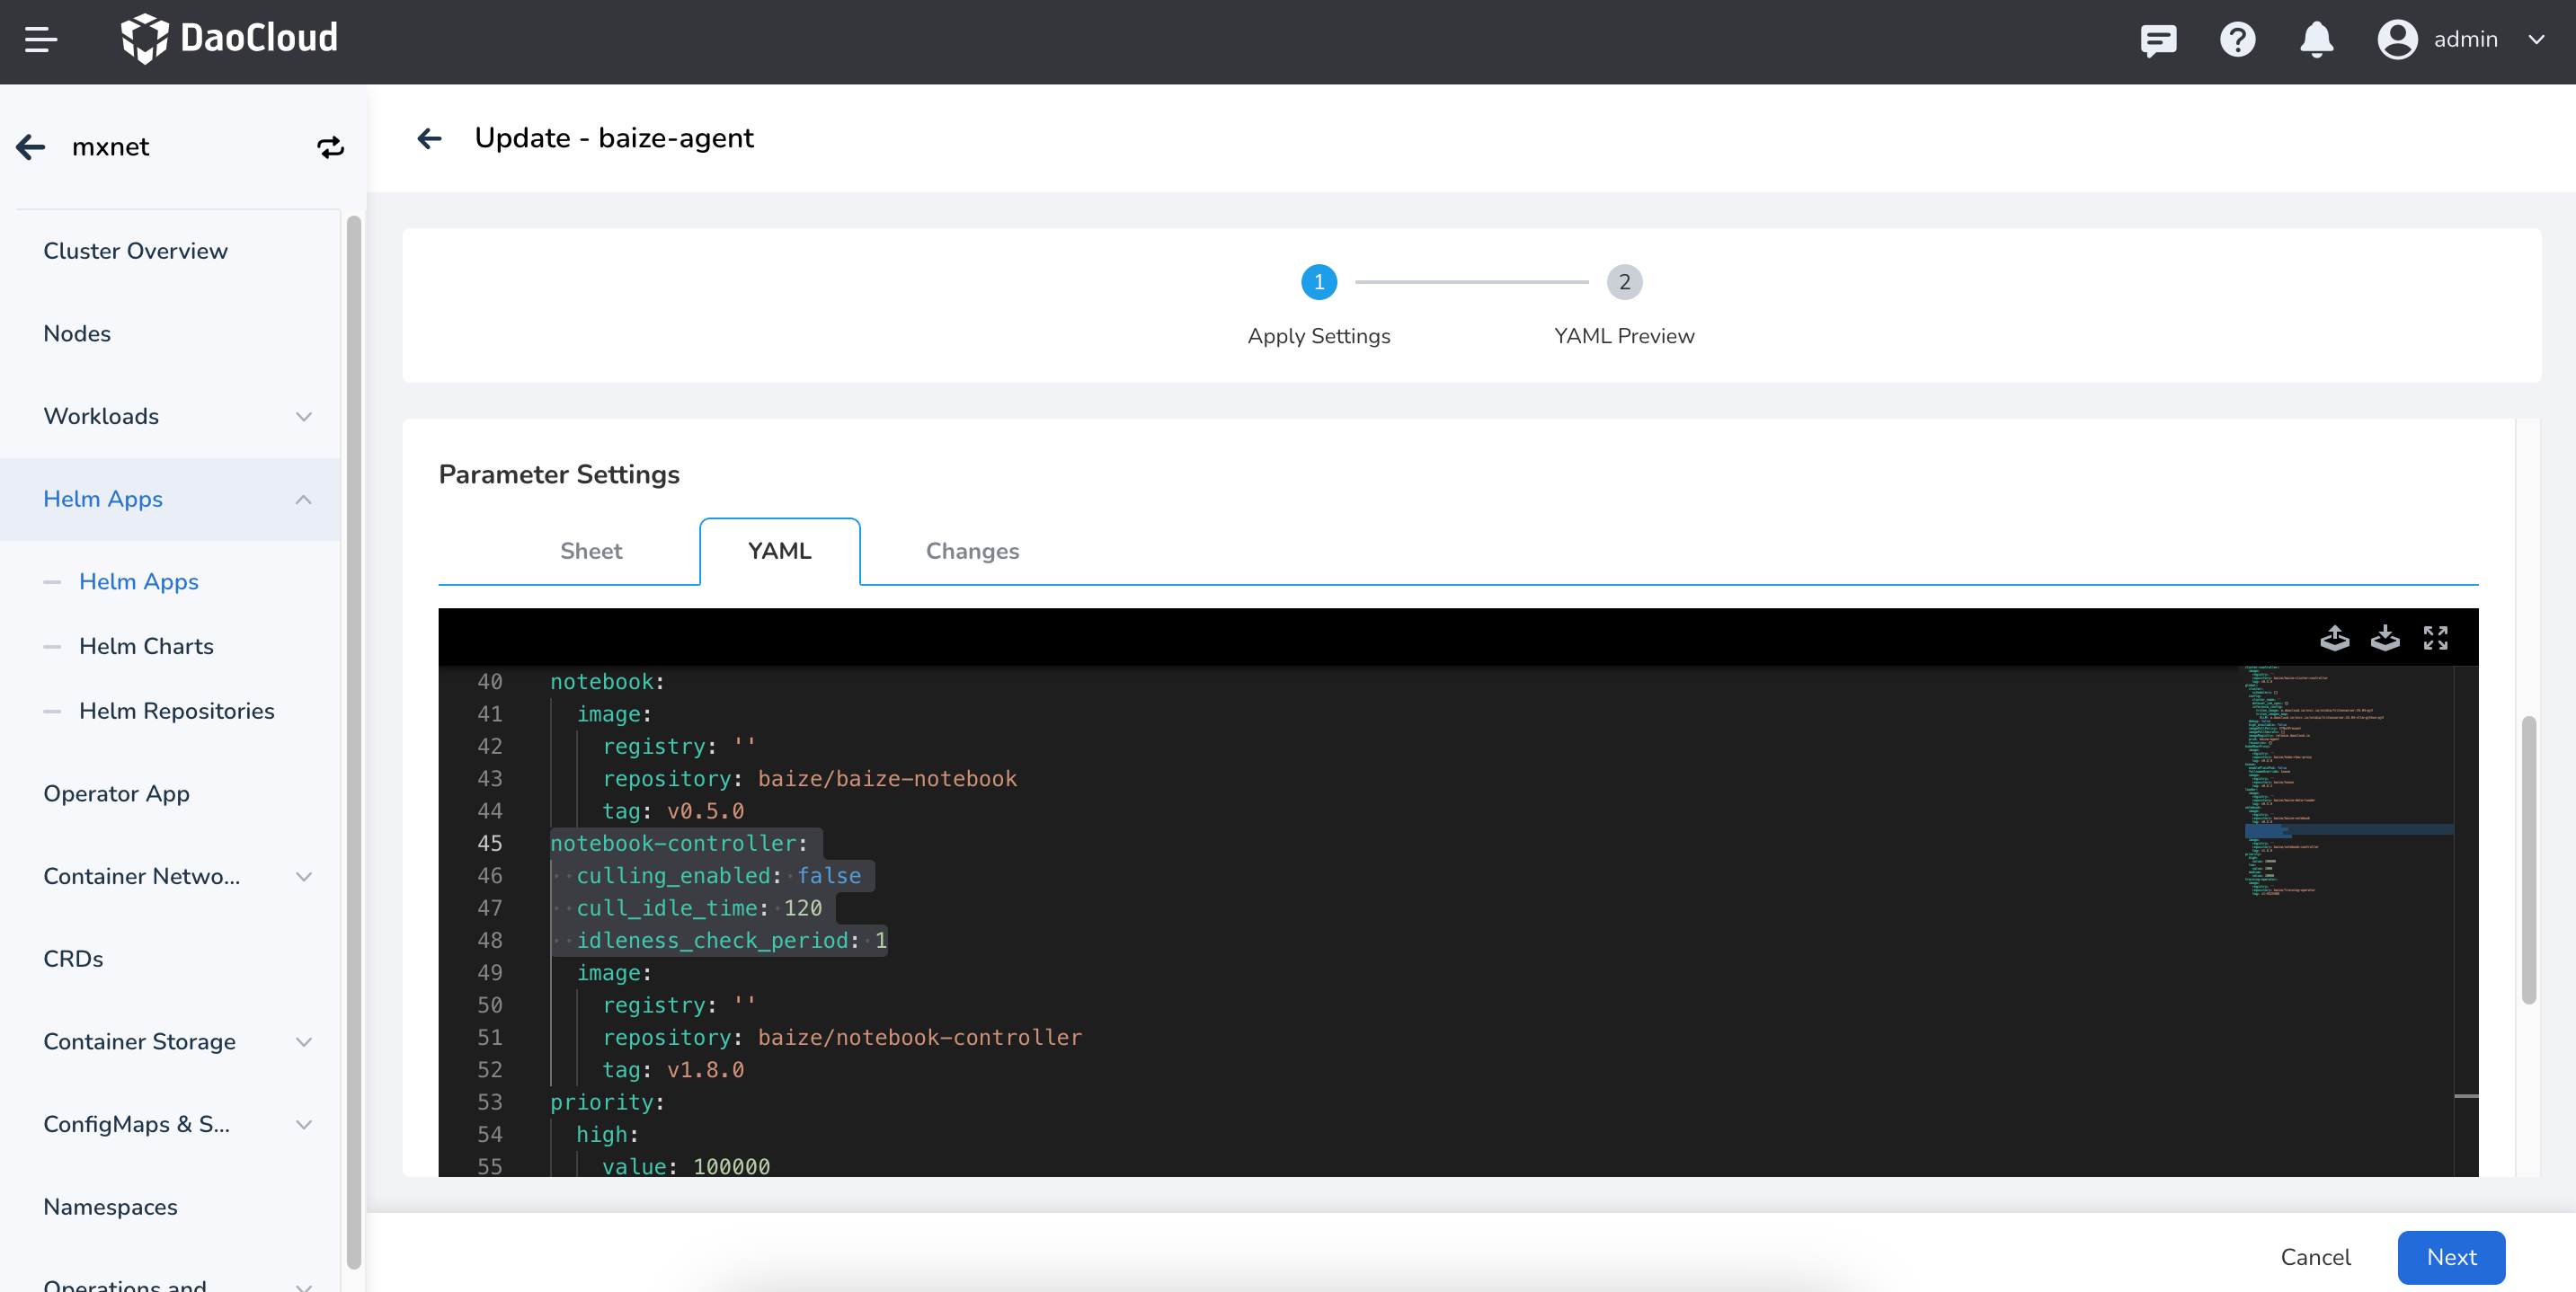 DaoCloud
admin
mxnet
Update - baize-agent
Cluster Overview
Nodes
Workloads
Helm Apps
Helm Apps
Helm Charts
Helm Repositories
Operator App
Container Netwo...
CRDs
Container Storage
ConfigMaps & S...
Namespaces
Operations and
1
2
Apply Settings
YAML Preview
Parameter Settings
Sheet
YAML
Changes
40 notebook:
41 image:
42 registry: ''
43 repository: baize/baize-notebook
44 tag: v0.5.0
45 notebook-controller:
46 culling_enabled: false
47 cull_idle_time: 120
48 idleness_check_period: 1
49 image:
50 registry: ''
51 repository: baize/notebook-controller
52 tag: v1.8.0
53 priority:
54 high:
55 value: 100000
Cancel
Next